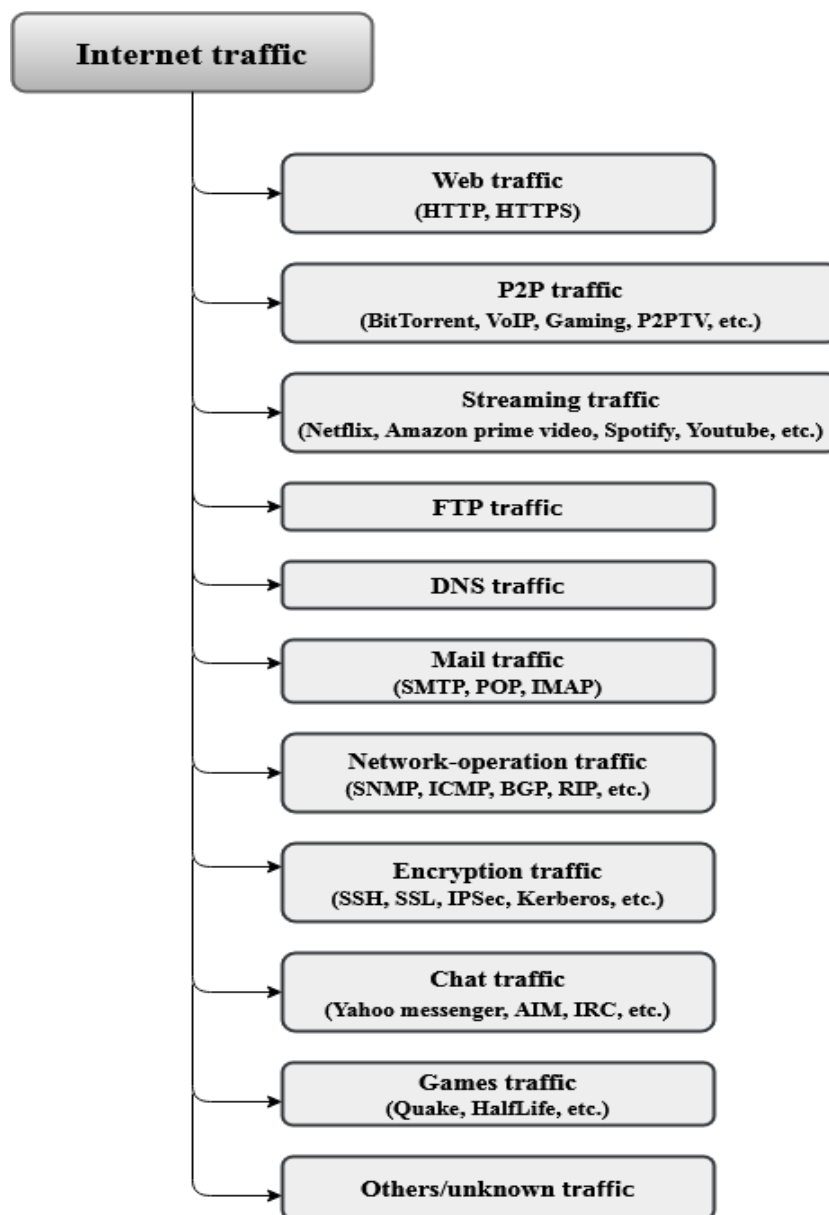 Internet traffic
Web traffic
(HTTP, HTTPS)
P2P traffic
(BitTorrent, VoIP, Gaming, P2PTV, etc.)
Streaming traffic
(Netflix, Amazon prime video, Spotify, Youtube, etc.)
FTP traffic
DNS traffic
Mail traffic
(SMTP, POP, IMAP)
Network-operation traffic
(SNMP, ICMP, BGP, RIP, etc.)
Encryption traffic
(SSH, SSL, IPSec, Kerberos, etc.)
Chat traffic
(Yahoo messenger, AIM, IRC, etc.)
Games traffic
(Quake, HalfLife, etc.)
Others/unknown traffic